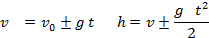 v = v₀ ± g t h = v ± g t² / 2